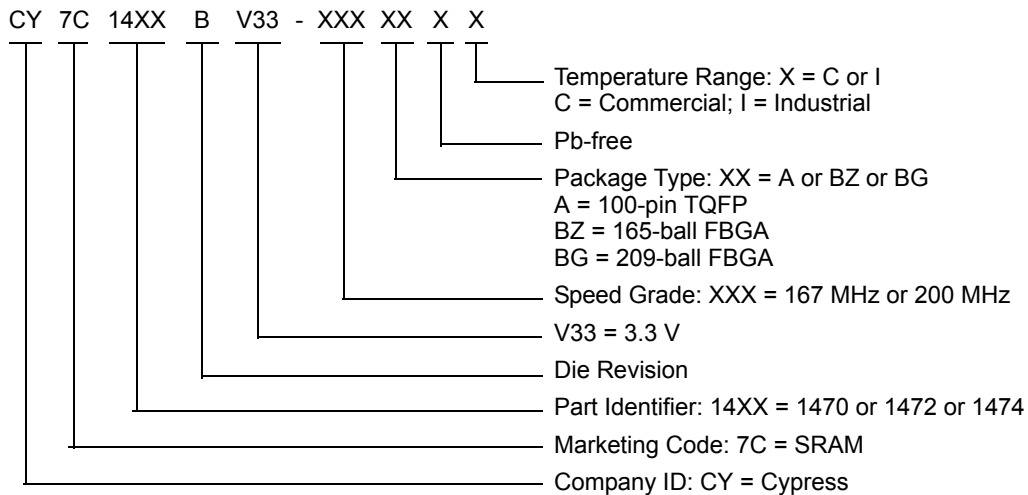 CY 7C 14XX B V33 - XXX XX X X
Temperature Range: X = C or I
C = Commercial; I = Industrial
Pb-free
Package Type: XX = A or BZ or BG
A = 100-pin TQFP
BZ = 165-ball FBGA
BG = 209-ball FBGA
Speed Grade: XXX = 167 MHz or 200 MHz
V33 = 3.3 V
Die Revision
Part Identifier: 14XX = 1470 or 1472 or 1474
Marketing Code: 7C = SRAM
Company ID: CY = Cypress